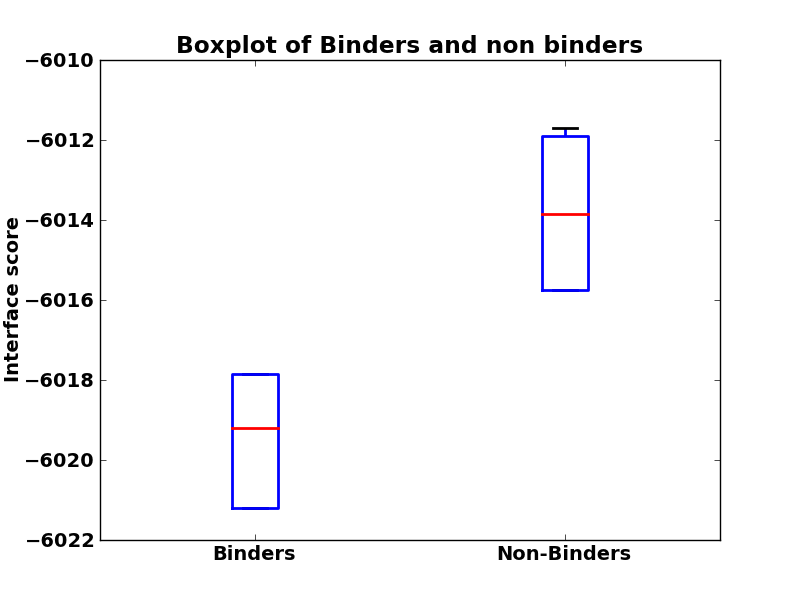 Boxplot of Binders and non binders
−6010
−6012
−6014
−6016
−6018
−6020
−6022
Interface score
Binders
Non-Binders